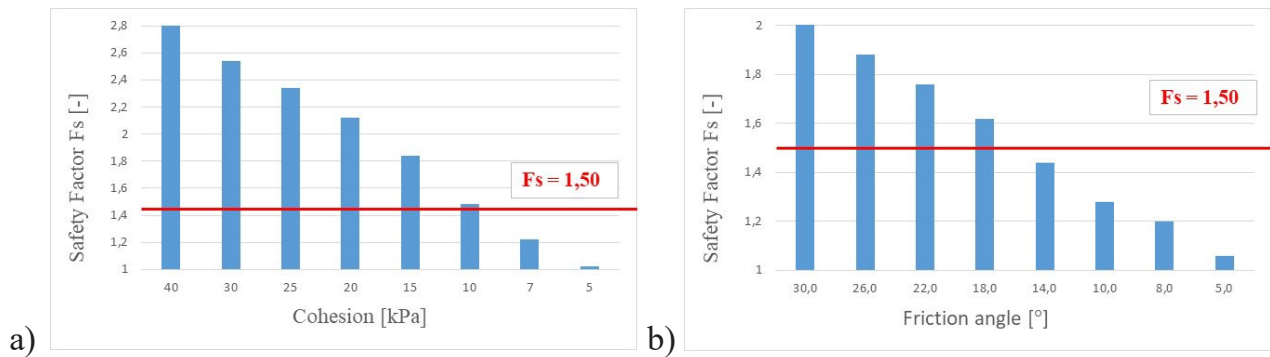 a)
Safety Factor Fs [-]
2,8
2,6
2,4
2,2
2
1,8
1,6
1,4
1,2
1
Fs = 1,50
40 30 25 20 15 10 7 5
Cohesion [kPa]
b)
Safety Factor Fs [-]
2
1,8
1,6
1,4
1,2
1
Fs = 1,50
30,0 26,0 22,0 18,0 14,0 10,0 8,0 5,0
Friction angle [°]